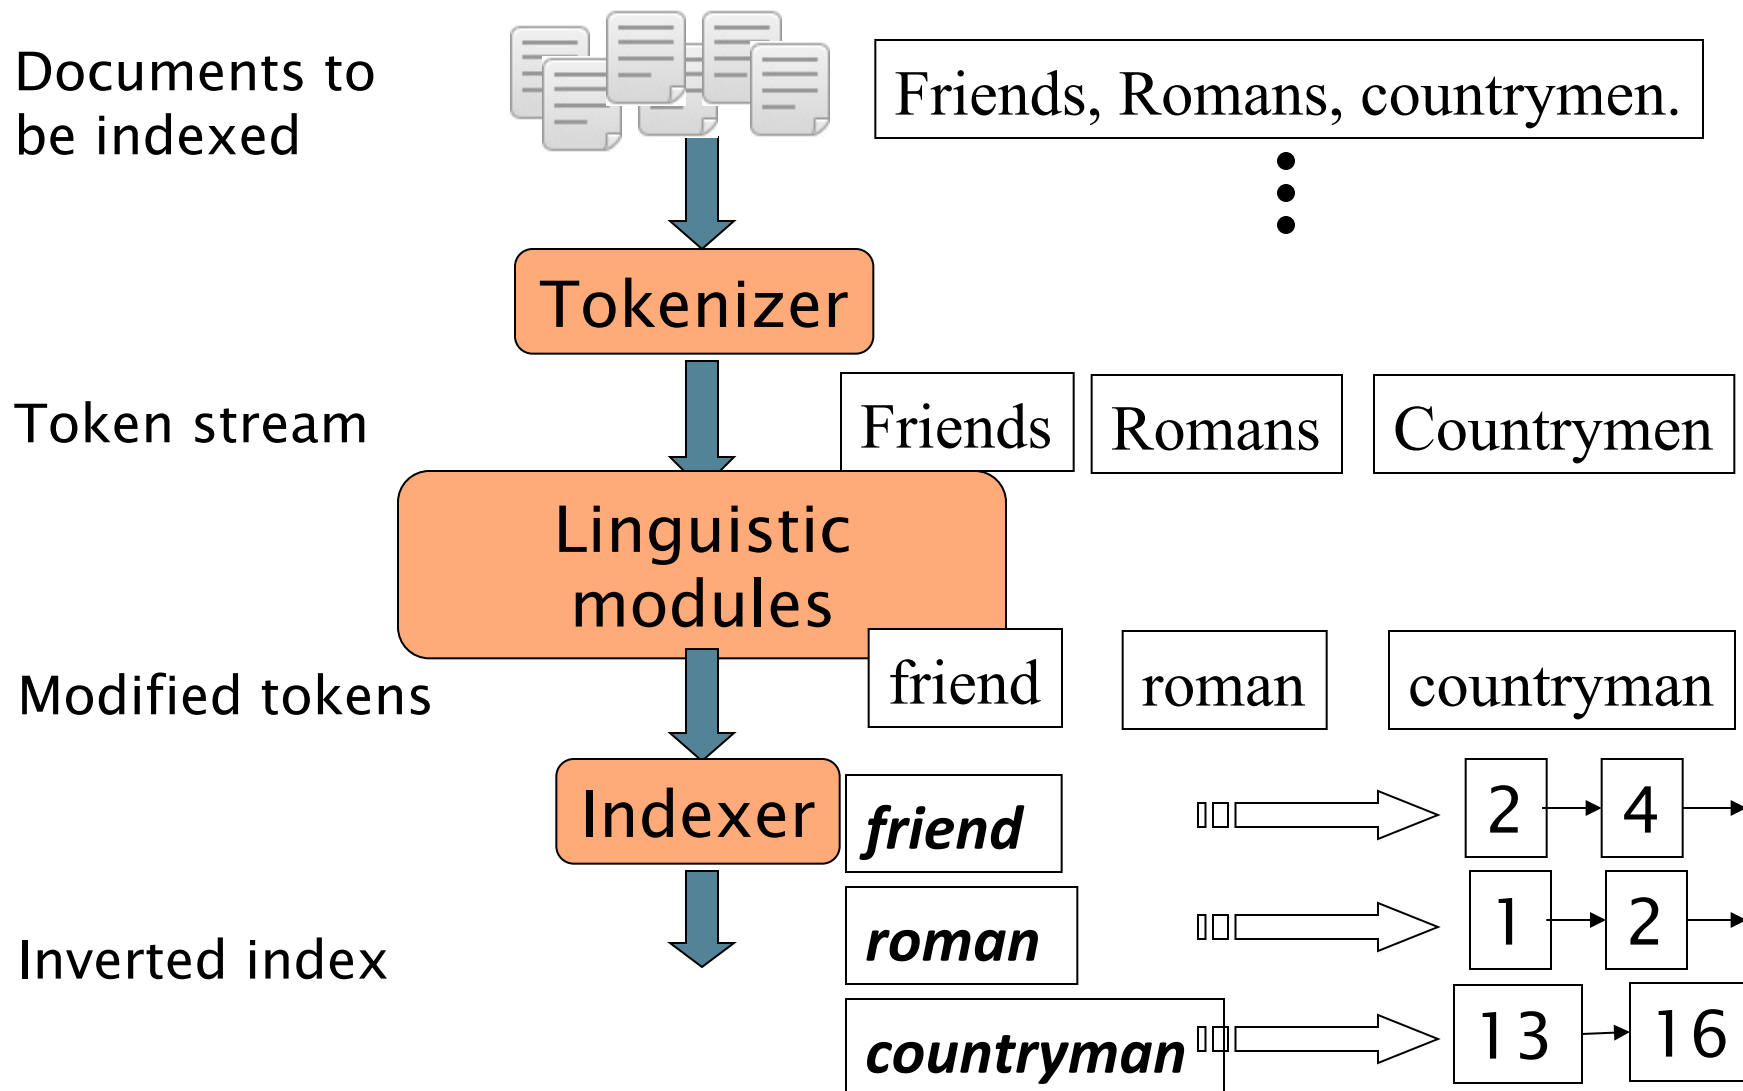 Documents to
be indexed
Friends, Romans, countrymen.
Tokenizer
Token stream
Friends Romans Countrymen
Linguistic
modules
Modified tokens
friend roman countryman
Indexer
friend 2 4
roman 1 2
Inverted index
countryman 13 16